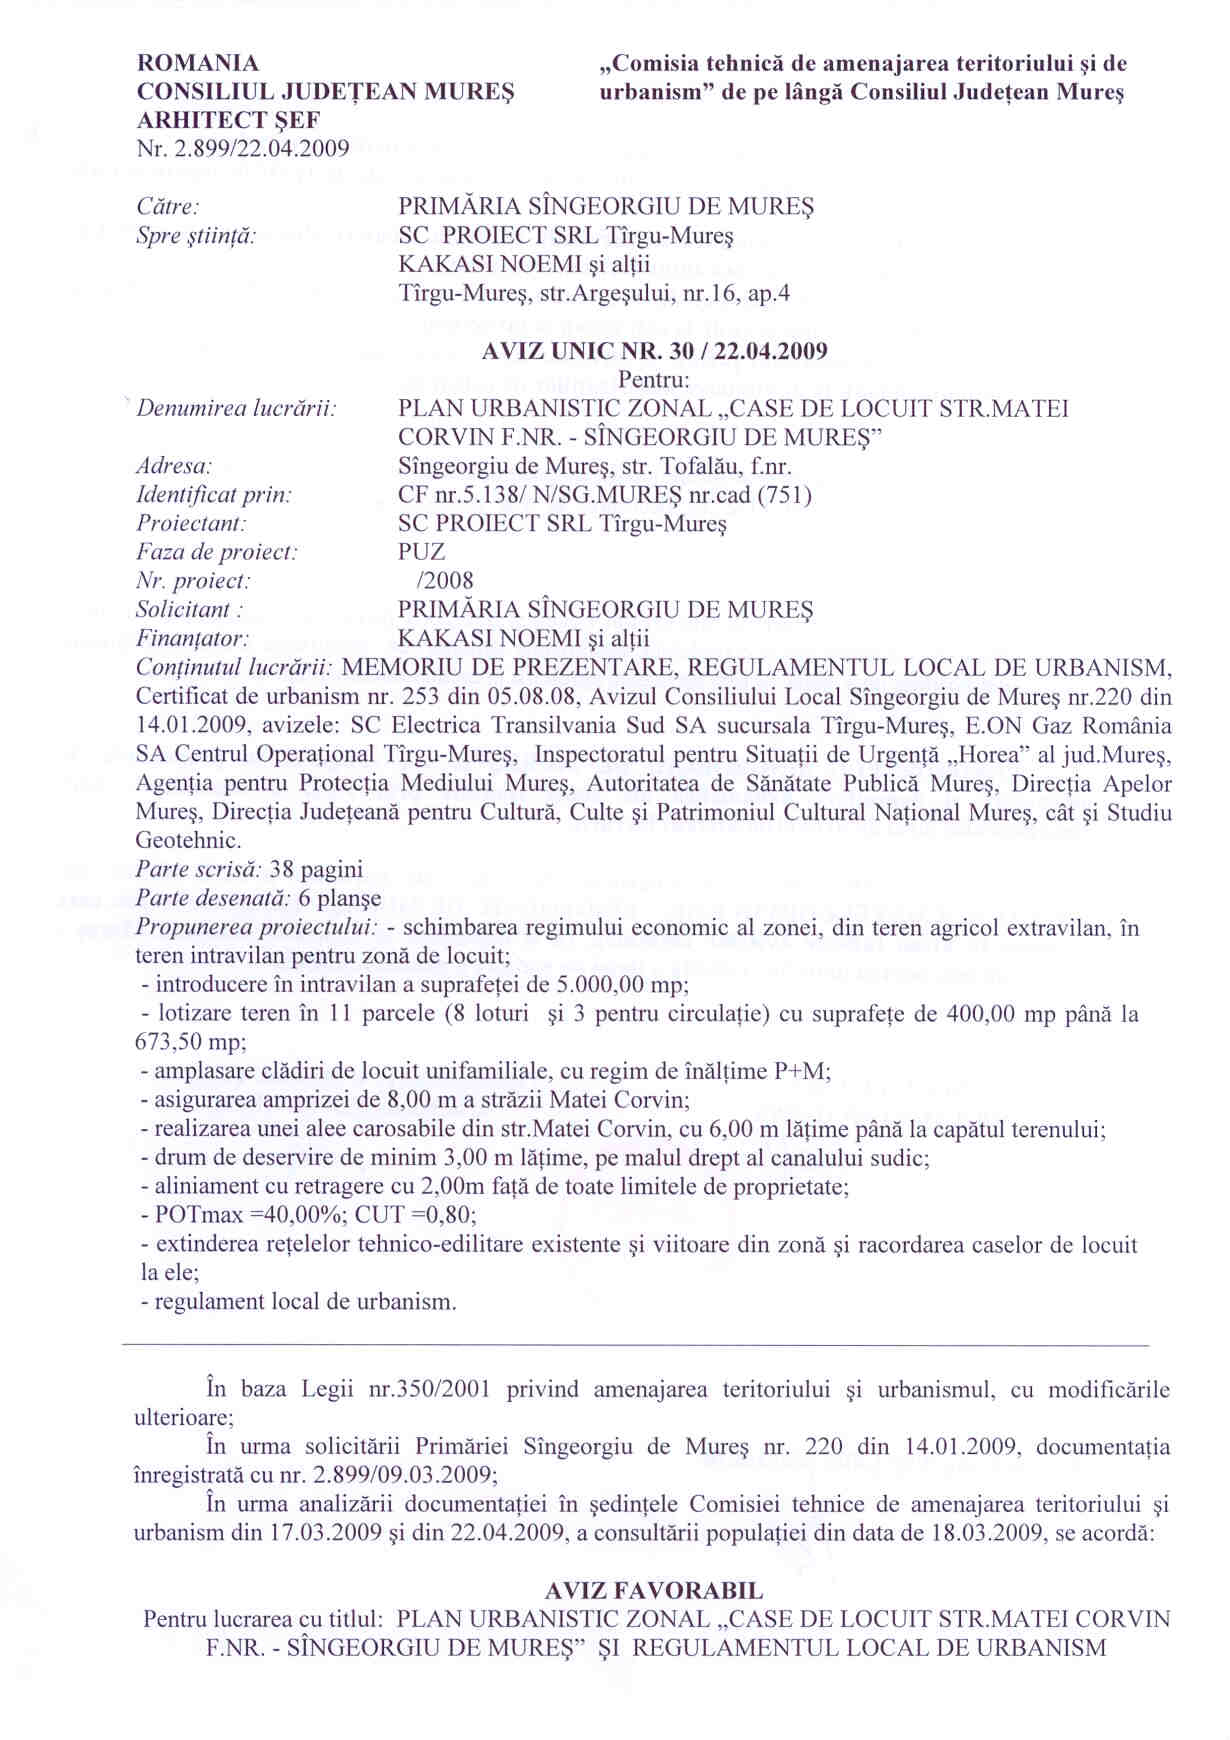 ROMANIA
CONSILIUL JUDEŢEAN MUREŞ
ARHITECT ŞEF
Nr. 2.899/22.04.2009
„Comisia tehnică de amenajarea teritoriului şi de
urbanism” de pe lângă Consiliul Judeţean Mureş
Către: PRIMĂRIA SÎNGEORGIU DE MUREŞ
Spre ştiinţă: SC PROIECT SRL Tîrgu-Mureş
KAKASI NOEMI şi alţii
Tîrgu-Mureş, str.Argeşului, nr.16, ap.4
AVIZ UNIC NR. 30 / 22.04.2009
Pentru:
Denumirea lucrării: PLAN URBANISTIC ZONAL „CASE DE LOCUIT STR.MATEI
CORVIN F.NR. - SÎNGEORGIU DE MUREŞ”
Adresa: Sîngeorgiu de Mureş, str. Tofalău, f.nr.
Identificat prin: CF nr.5.138/ N/SG.MUREŞ nr.cad (751)
Proiectant: SC PROIECT SRL Tîrgu-Mureş
Faza de proiect: PUZ
Nr. proiect: /2008
Solicitant : PRIMĂRIA SÎNGEORGIU DE MUREŞ
Finanţator: KAKASI NOEMI şi alţii
Conţinutul lucrării: MEMORIU DE PREZENTARE, REGULAMENTUL LOCAL DE URBANISM,
Certificat de urbanism nr. 253 din 05.08.08, Avizul Consiliului Local Sîngeorgiu de Mureş nr.220 din
14.01.2009, avizele: SC Electrica Transilvania Sud SA sucursala Tîrgu-Mureş, E.ON Gaz România
SA Centrul Operaţional Tîrgu-Mureş, Inspectoratul pentru Situaţii de Urgenţă „Horea” al jud.Mureş,
Agenţia pentru Protecţia Mediului Mureş, Autoritatea de Sănătate Publică Mureş, Direcţia Apelor
Mureş, Direcţia Judeţeană pentru Cultură, Culte şi Patrimoniul Cultural Naţional Mureş, cât şi Studiu
Geotehnic.
Parte scrisă: 38 pagini
Parte desenată: 6 planşe
Propunerea proiectului: - schimbarea regimului economic al zonei, din teren agricol extravilan, în
teren intravilan pentru zonă de locuit;
- introducere în intravilan a suprafeţei de 5.000,00 mp;
- lotizare teren în 11 parcele (8 loturi şi 3 pentru circulaţie) cu suprafeţe de 400,00 mp până la
673,50 mp;
- amplasare clădiri de locuit unifamiliale, cu regim de înălţime P+M;
- asigurarea amprizei de 8,00 m a străzii Matei Corvin;
- realizarea unei alee carosabile din str.Matei Corvin, cu 6,00 m lăţime până la capătul terenului;
- drum de deservire de minim 3,00 m lăţime, pe malul drept al canalului sudic;
- aliniament cu retragere cu 2,00m faţă de toate limitele de proprietate;
- POTmax =40,00%; CUT =0,80;
- extinderea reţelelor tehnico-edilitare existente şi viitoare din zonă şi racordarea caselor de locuit
la ele;
- regulament local de urbanism.
În baza Legii nr.350/2001 privind amenajarea teritoriului şi urbanismul, cu modificările
ulterioare;
În urma solicitării Primăriei Sîngeorgiu de Mureş nr. 220 din 14.01.2009, documentaţia
înregistrată cu nr. 2.899/09.03.2009;
În urma analizării documentaţiei în şedinţele Comisiei tehnice de amenajarea teritoriului şi
urbanism din 17.03.2009 şi din 22.04.2009, a consultării populaţiei din data de 18.03.2009, se acordă:
AVIZ FAVORABIL
Pentru lucrarea cu titlul: PLAN URBANISTIC ZONAL „CASE DE LOCUIT STR.MATEI CORVIN
F.NR. - SÎNGEORGIU DE MUREŞ” ŞI REGULAMENTUL LOCAL DE URBANISM